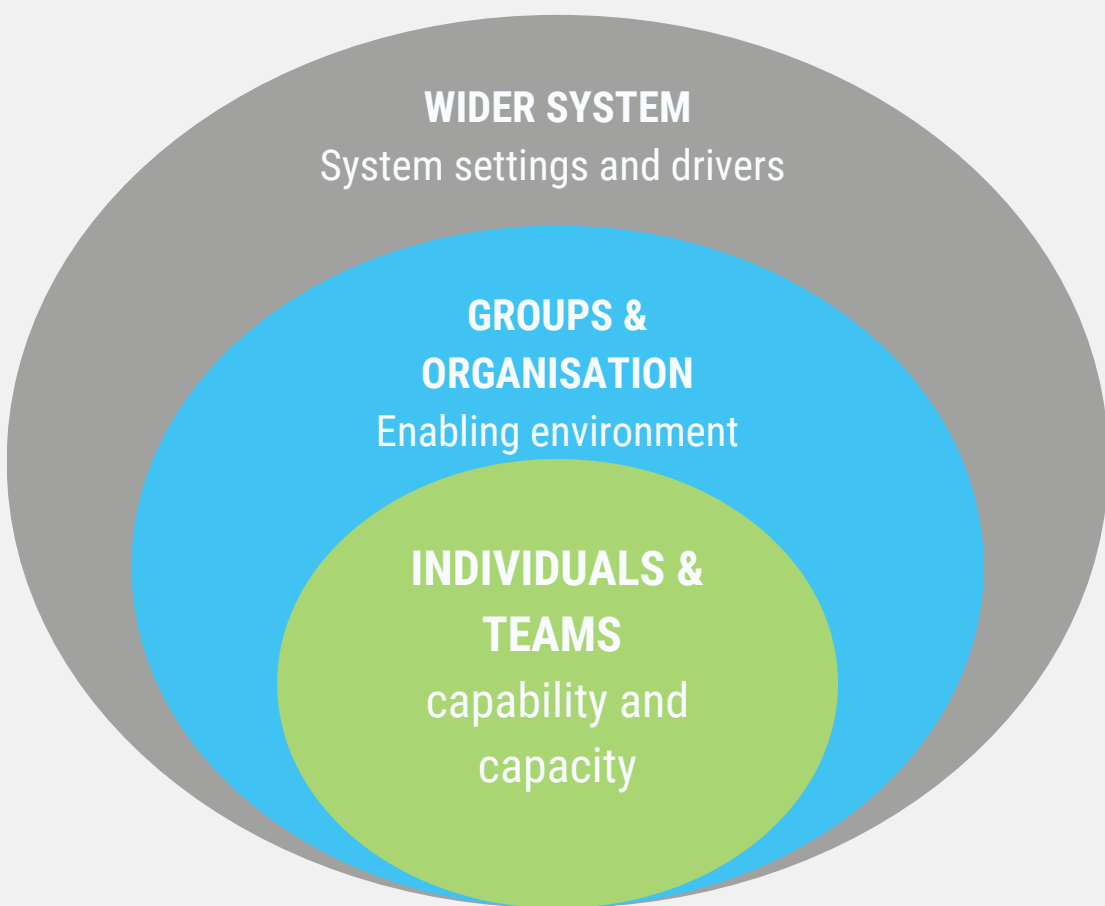 WIDER SYSTEM
System settings and drivers
GROUPS &
ORGANISATION
Enabling environment
INDIVIDUALS &
TEAMS
capability and
capacity